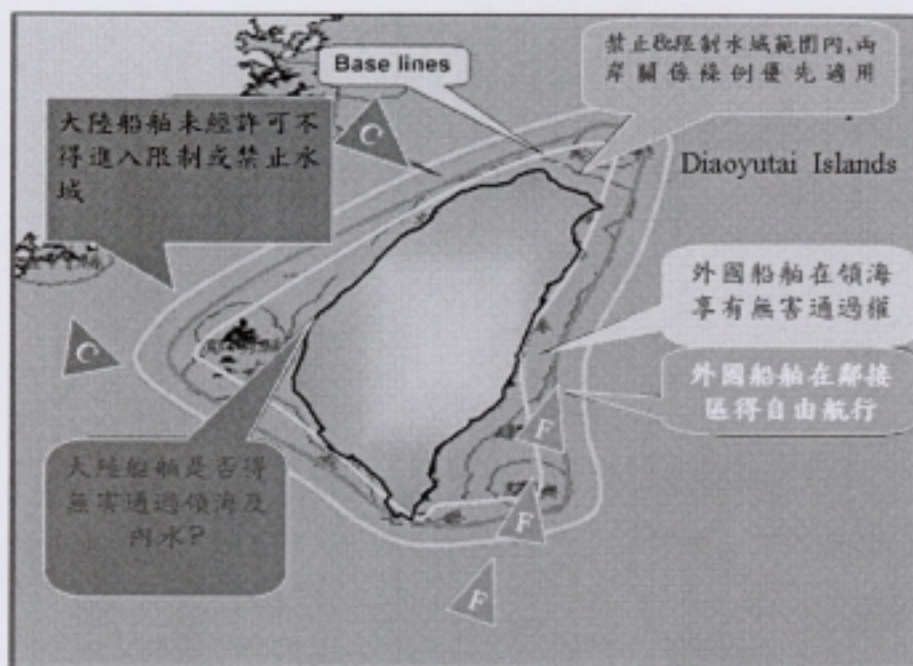 Base lines
禁止&限制水域範圍內,兩
岸關係條例優先適用
大陸船舶未經許可不
得進入限制或禁止水
域
C
Diaoyutai Islands
外國船舶在領海
享有無害通過權
C
外國船舶在鄰接
區得自由航行
F
大陸船舶是否得
無害通過領海及
內水?
F
F